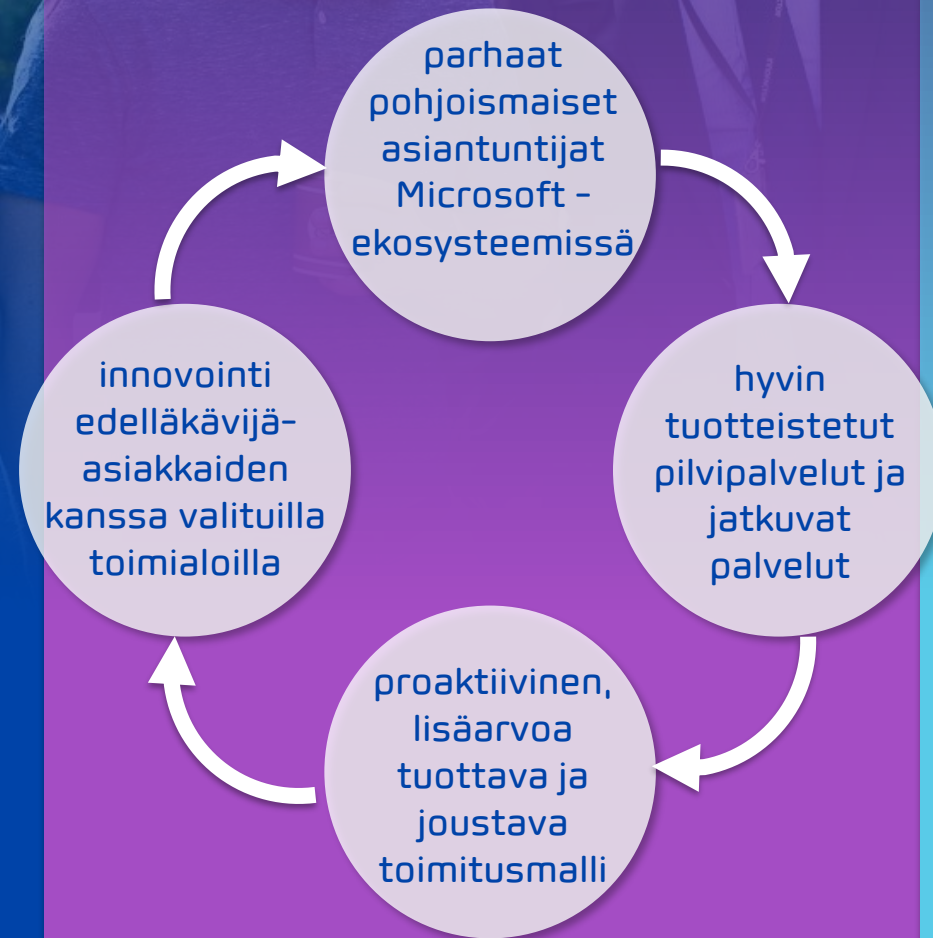 parhaat
pohjoismaiset
asiantuntijat
Microsoft -
ekosysteemissä
hyvin
tuotteistetut
pilvipalvelut ja
jatkuvat
palvelut
proaktiivinen,
lisäarvoa
tuottava ja
joustava
toimitusmalli
innovointi
edelläkävijä-
asiakkaiden
kanssa valituilla
toimialoilla